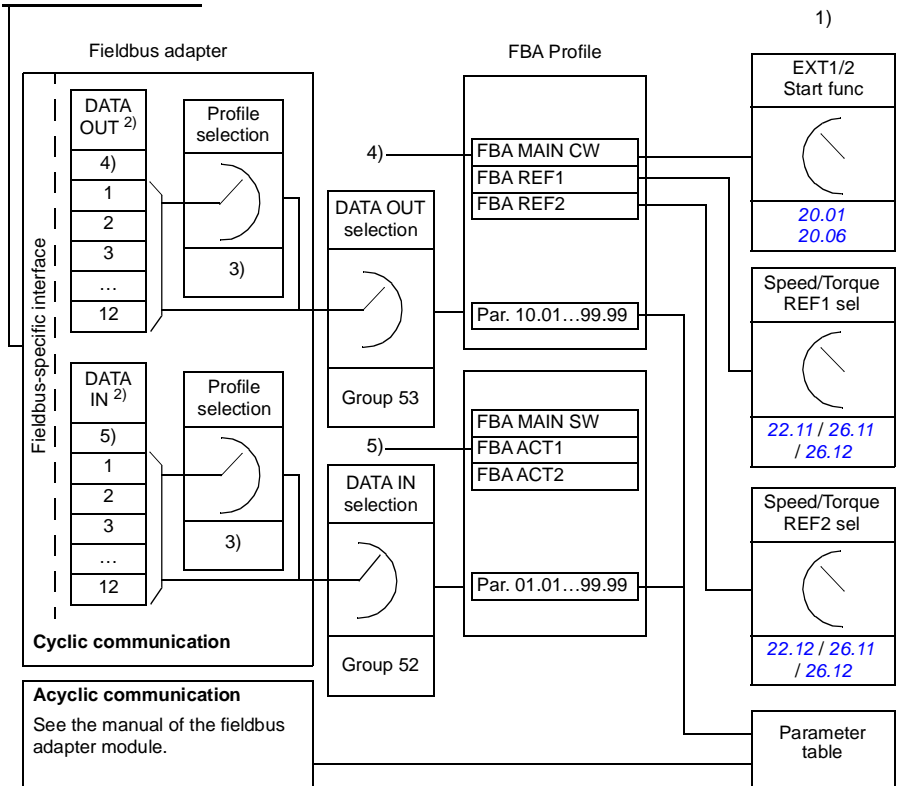 1)
Fieldbus adapter
FBA Profile
Fieldbus-specific interface
DATA
OUT 2)
4)
1
2
3
…
12
Profile
selection
3)
DATA OUT
selection
Group 53
4)
FBA MAIN CW
FBA REF1
FBA REF2
Par. 10.01…99.99
EXT1/2
Start func
20.01
20.06
Speed/Torque
REF1 sel
22.11 / 26.11
/ 26.12
DATA
IN 2)
5)
1
2
3
…
12
Profile
selection
3)
DATA IN
selection
Group 52
5)
FBA MAIN SW
FBA ACT1
FBA ACT2
Par. 01.01…99.99
Speed/Torque
REF2 sel
22.12 / 26.11
/ 26.12
Cyclic communication
Acyclic communication
See the manual of the fieldbus
adapter module.
Parameter
table